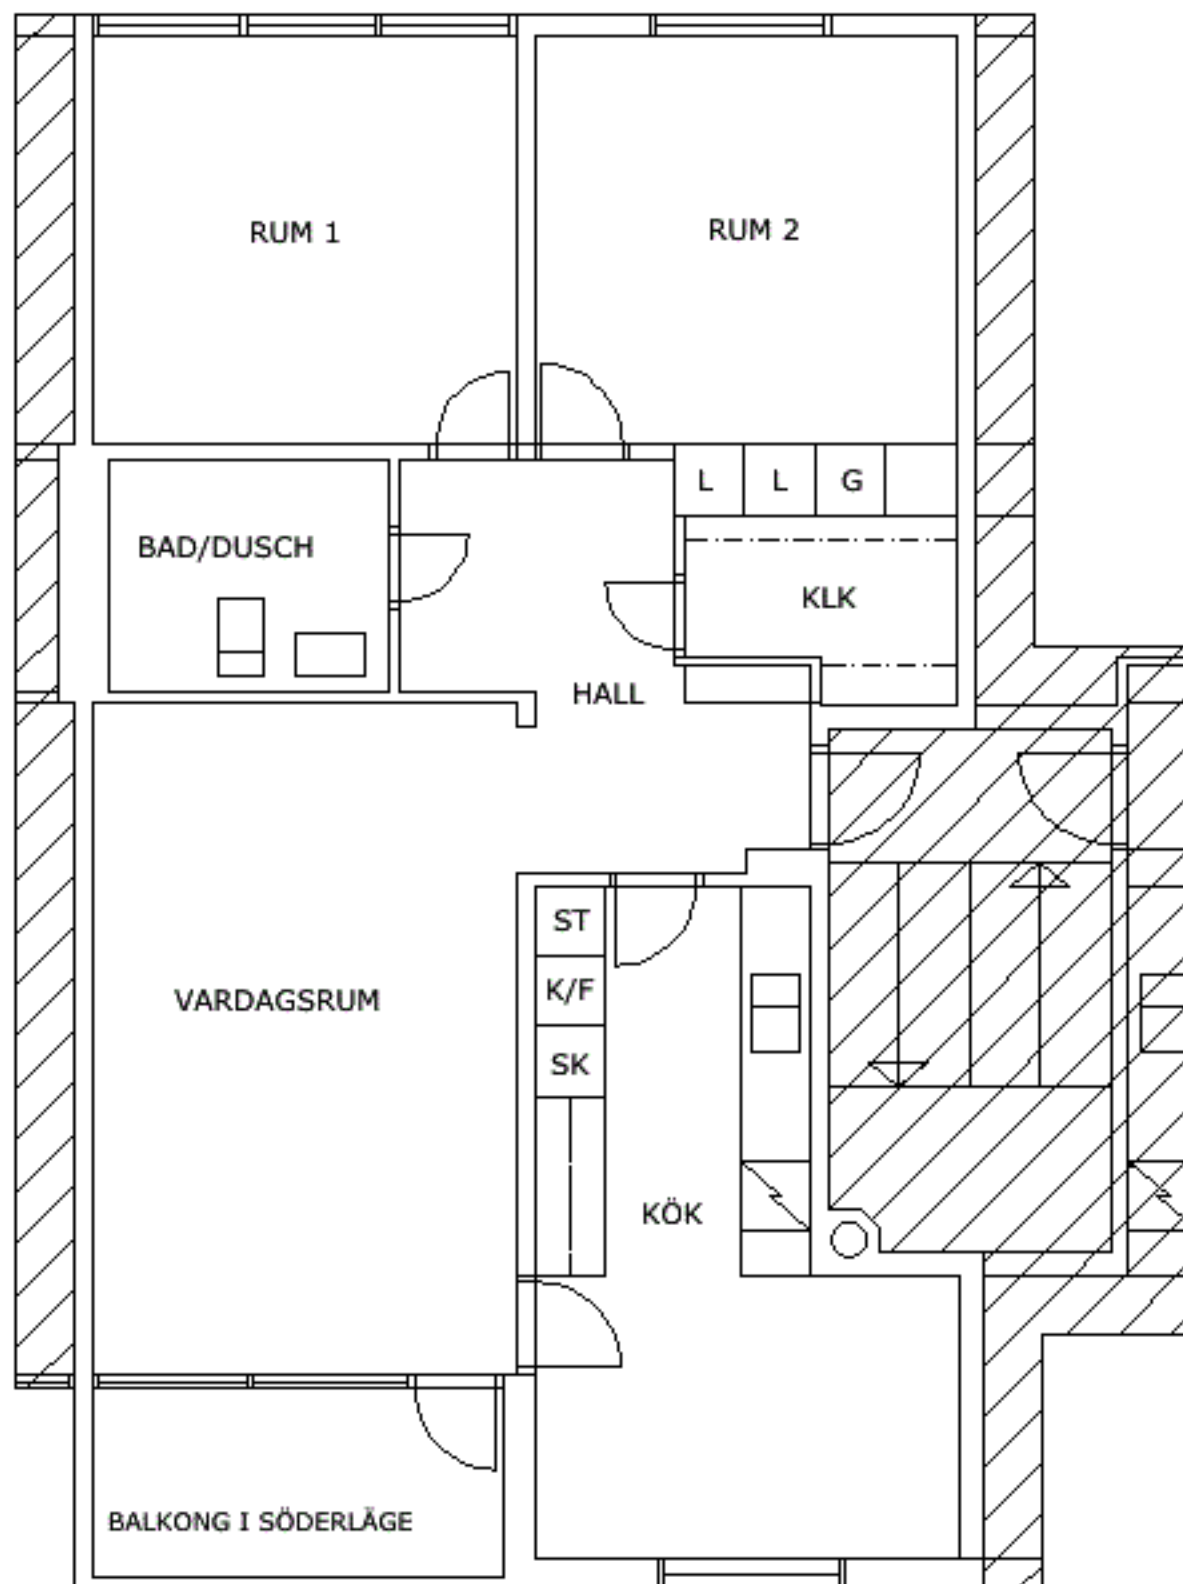 RUM 1
RUM 2
L L G
BAD/DUSCH
KLK
HALL
ST
K/F
VARDAGSRUM
SK
KÖK
BALKONG I SÖDERLÄGE